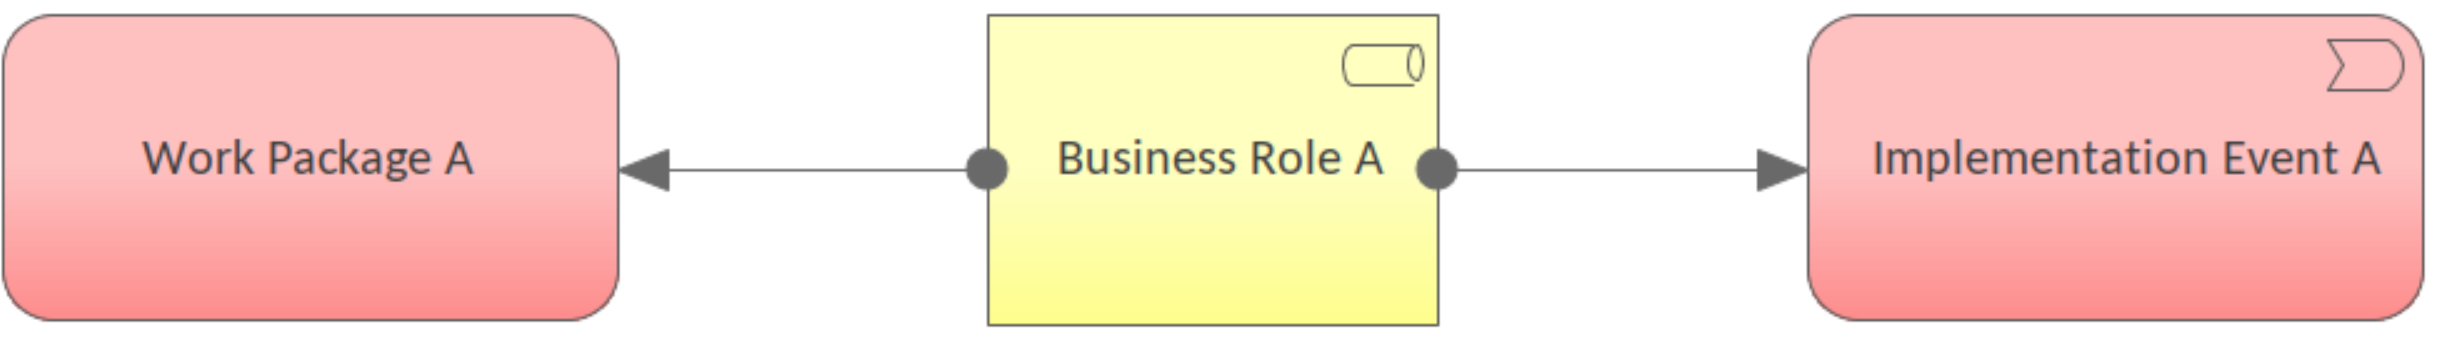 Work Package A
Business Role A
Implementation Event A